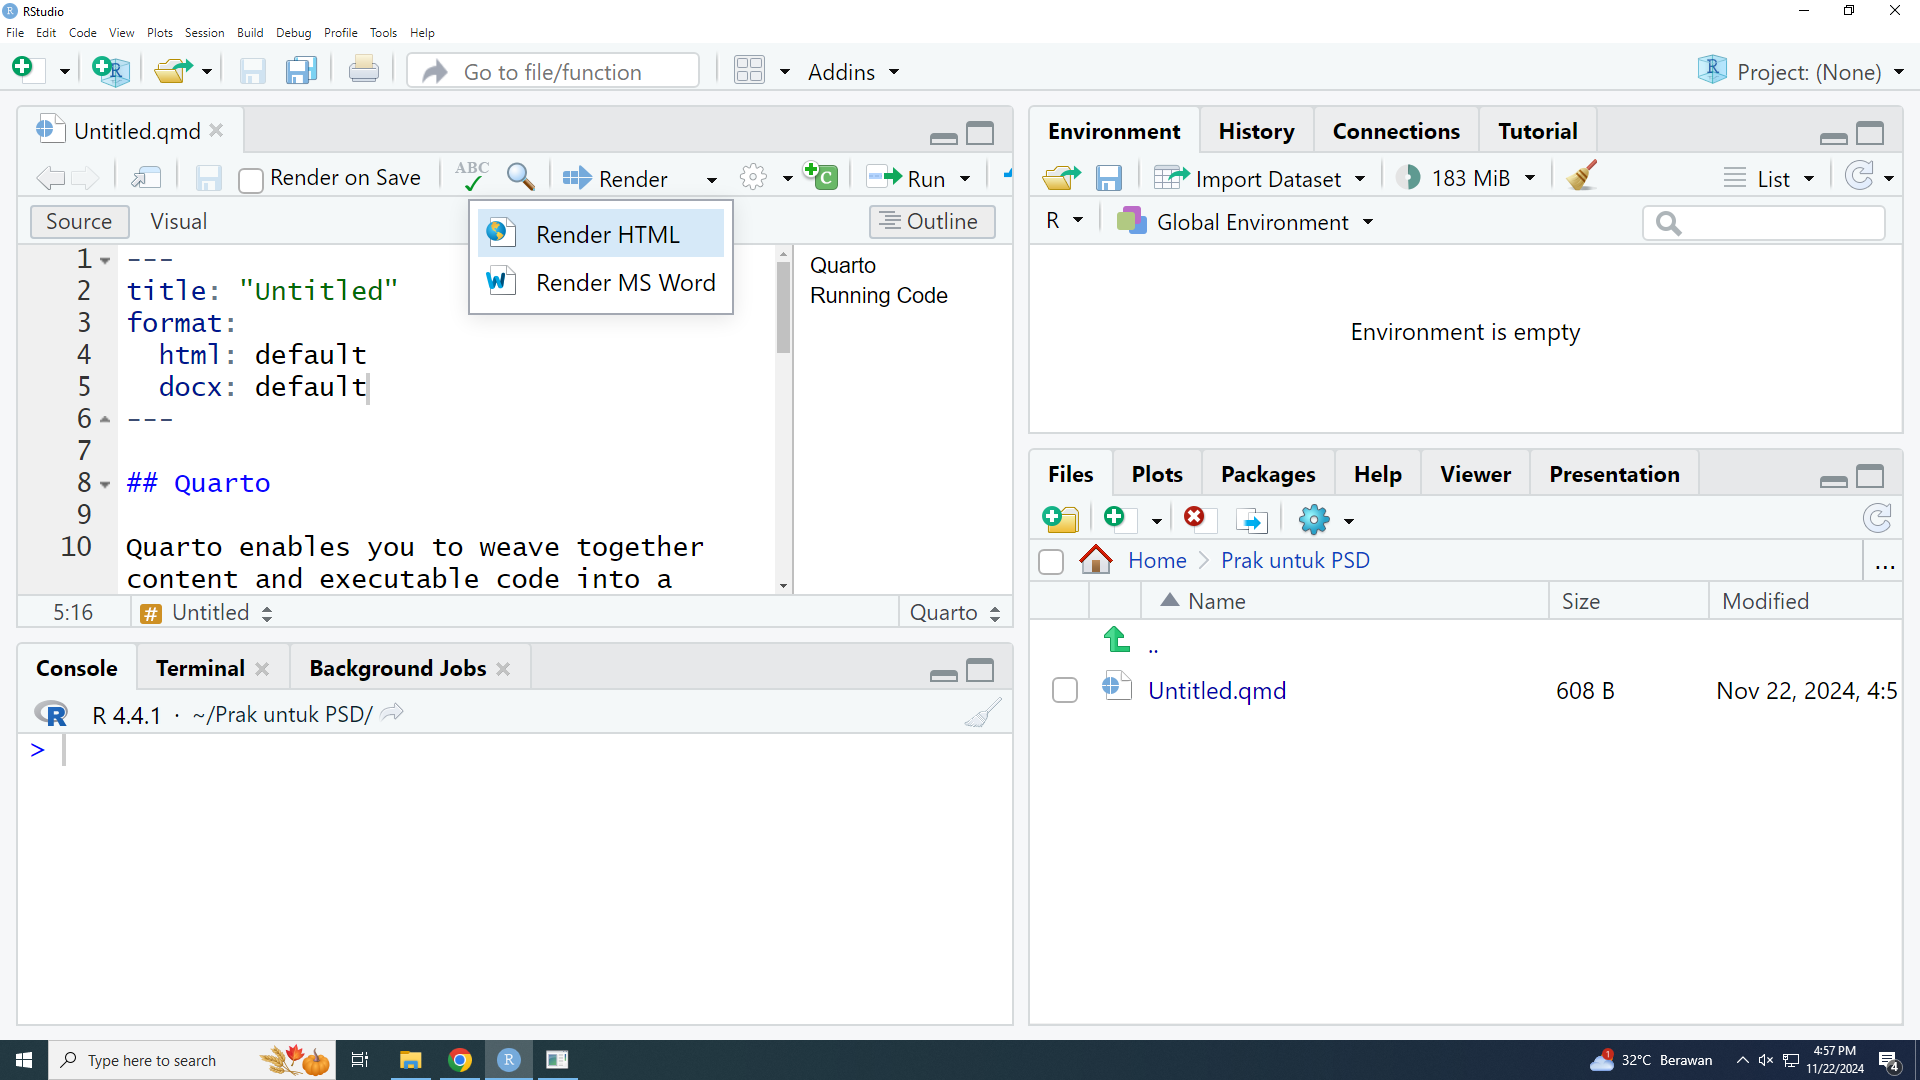 RStudio
File Edit Code View Plots Session Build Debug Profile Tools Help
Go to file/function
Addins
Project: (None)
Untitled.qmd
Render on Save
ABC
Render
Run
Source Visual
Outline
Render HTML
Render MS Word
1 ---
2 title: "Untitled"
3 format:
4 html: default
5 docx: default
6 ---
7
8 ## Quarto
9
10 Quarto enables you to weave together
content and executable code into a
Quarto
Running Code
5:16 # Untitled Quarto
Console Terminal Background Jobs
R R 4.4.1 · ~/Prak untuk PSD/
>
Environment History Connections Tutorial
Import Dataset 183 MiB List
R Global Environment
Environment is empty
Files Plots Packages Help Viewer Presentation
Home Prak untuk PSD ...
Name Size Modified
..
Untitled.qmd 608 B Nov 22, 2024, 4:5
Type here to search
R
1 32°C Berawan
4:57 PM
11/22/2024
4